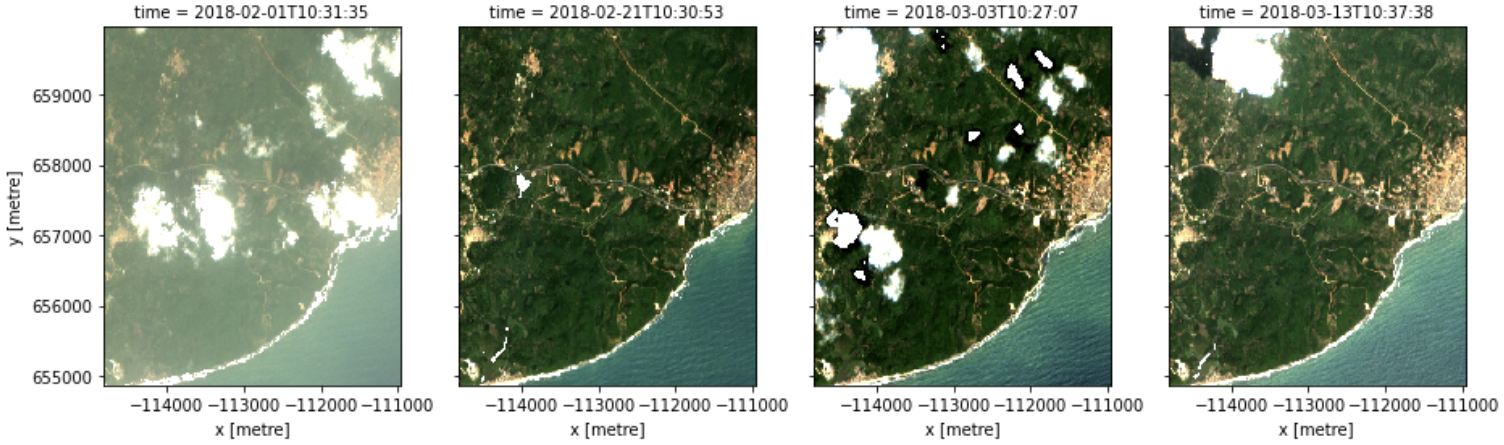 time = 2018-02-01T10:31:35
time = 2018-02-21T10:30:53
time = 2018-03-03T10:27:07
time = 2018-03-13T10:37:38
y [metre]
659000
658000
657000
656000
655000
−114000 −113000 −112000 −111000
−114000 −113000 −112000 −111000
−114000 −113000 −112000 −111000
−114000 −113000 −112000 −111000
x [metre]
x [metre]
x [metre]
x [metre]